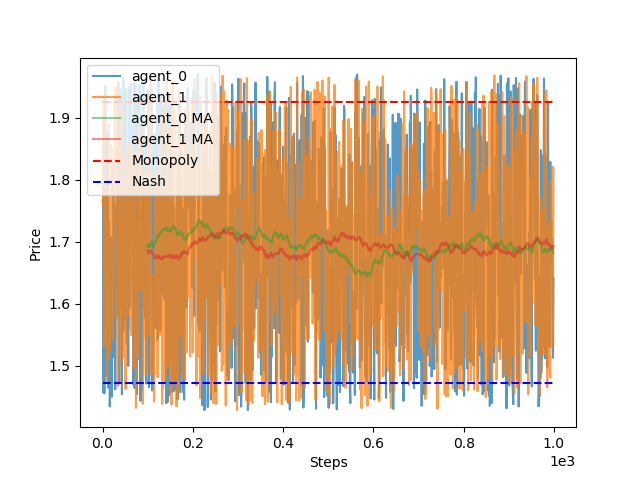 agent_0
agent_1
agent_0 MA
agent_1 MA
Monopoly
Nash
Price
1.9
1.8
1.7
1.6
1.5
0.0 0.2 0.4 0.6 0.8 1.0
Steps
1e3